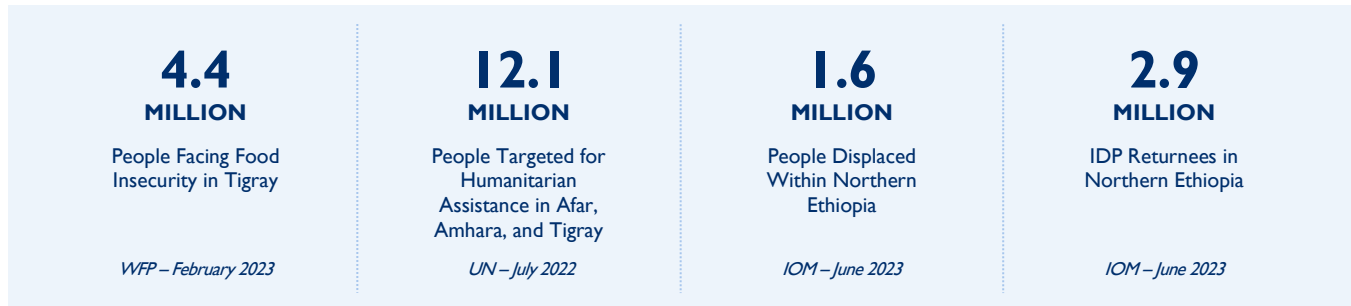 4.4
MILLION
People Facing Food
Insecurity in Tigray
WFP – February 2023
12.1
MILLION
People Targeted for
Humanitarian
Assistance in Afar,
Amhara, and Tigray
UN – July 2022
1.6
MILLION
People Displaced
Within Northern
Ethiopia
IOM – June 2023
2.9
MILLION
IDP Returnees in
Northern Ethiopia
IOM – June 2023